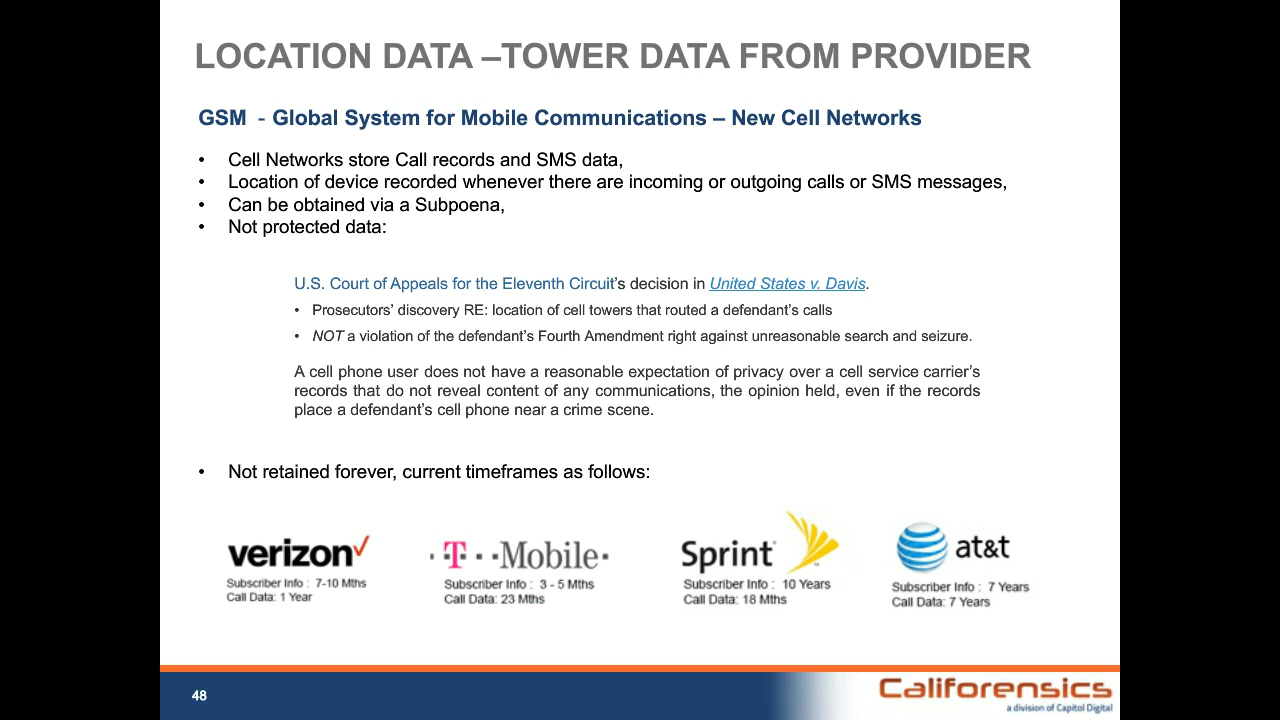 LOCATION DATA –TOWER DATA FROM PROVIDER
GSM - Global System for Mobile Communications – New Cell Networks
• Cell Networks store Call records and SMS data,
• Location of device recorded whenever there are incoming or outgoing calls or SMS messages,
• Can be obtained via a Subpoena,
• Not protected data:
U.S. Court of Appeals for the Eleventh Circuit's decision in United States v. Davis.
• Prosecutors' discovery RE: location of cell towers that routed a defendant's calls
• NOT a violation of the defendant's Fourth Amendment right against unreasonable search and seizure.
A cell phone user does not have a reasonable expectation of privacy over a cell service carrier's
records that do not reveal content of any communications, the opinion held, even if the records
place a defendant's cell phone near a crime scene.
• Not retained forever, current timeframes as follows:
verizon
Subscriber Info : 7-10 Mths
Call Data: 1 Year
T-Mobile
Subscriber Info : 3 - 5 Mths
Call Data: 23 Mths
Sprint
Subscriber Info : 10 Years
Call Data: 18 Mths
at&t
Subscriber Info : 7 Years
Call Data: 7 Years
48
Califorensics
a division of Capitol Digital